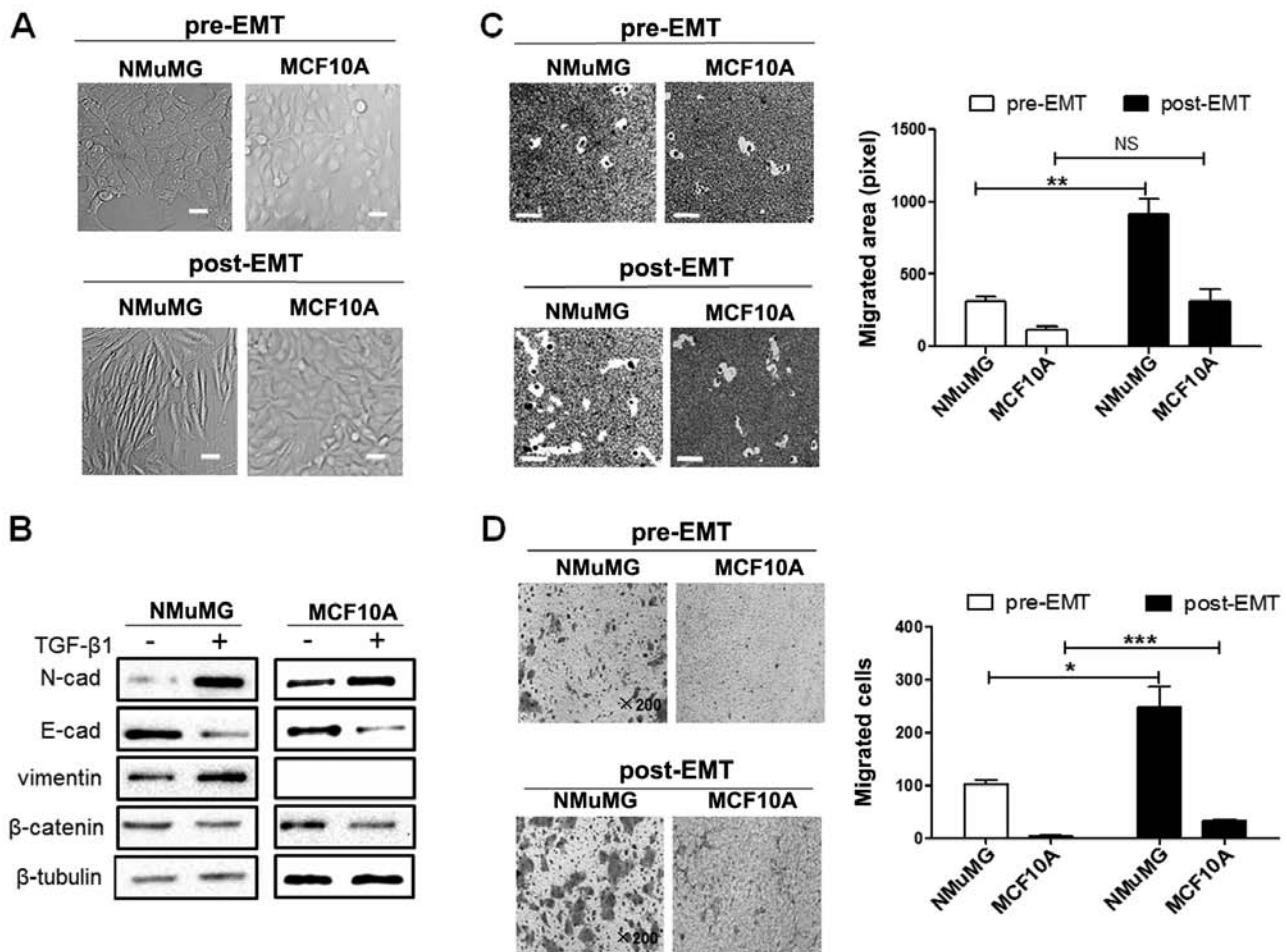 A
pre-EMT
NMuMG MCF10A
post-EMT
NMuMG MCF10A
B
NMuMG MCF10A
TGF-β1 - + - +
N-cad
E-cad
vimentin
β-catenin
β-tubulin
C
pre-EMT
NMuMG MCF10A
post-EMT
NMuMG MCF10A
pre-EMT post-EMT
Migrated area (pixel)
1500
1000
500
0
NS
**
NMuMG MCF10A NMuMG MCF10A
D
pre-EMT
NMuMG MCF10A
×200
post-EMT
NMuMG MCF10A
×200
pre-EMT post-EMT
Migrated cells
400
300
200
100
0
***
*
NMuMG MCF10A NMuMG MCF10A